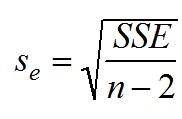 s_e = √(SSE / (n − 2))